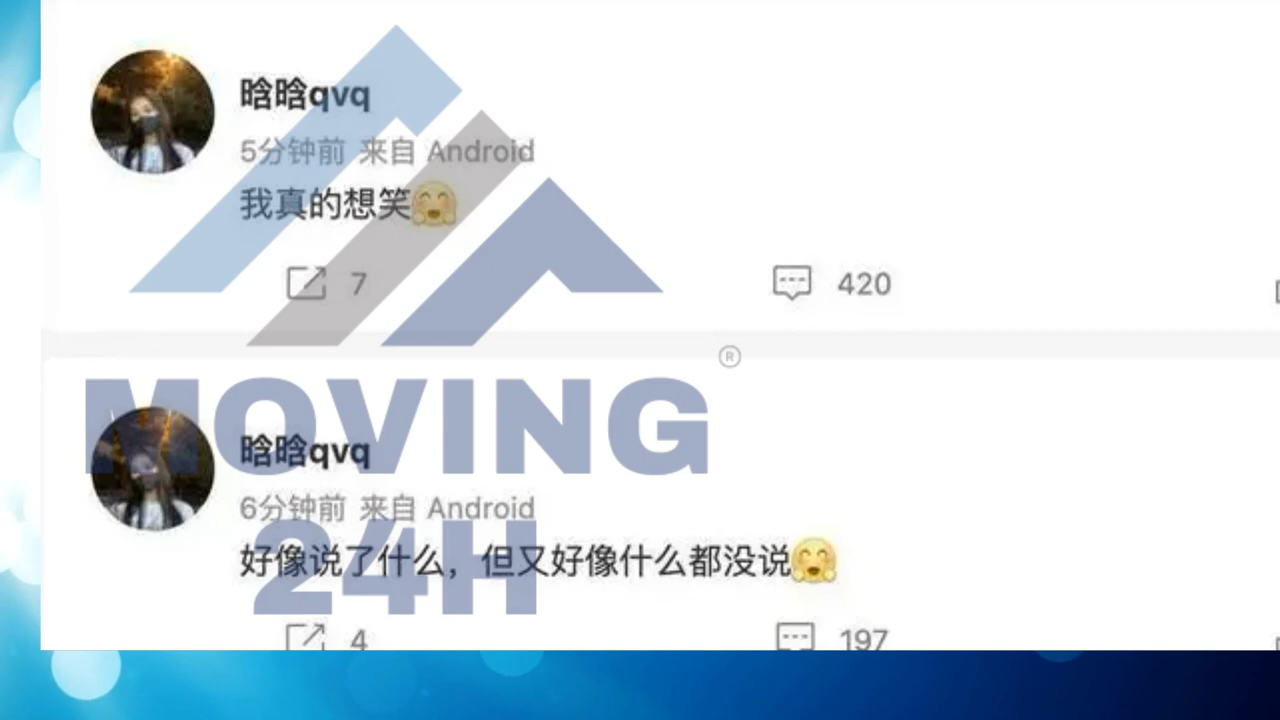 晗晗qvq
5分钟前 来自 Android
我真的想笑
7
420
®
MOVING
晗晗qvq
6分钟前 来自 Android
24H
好像说了什么，但又好像什么都没说
4
197